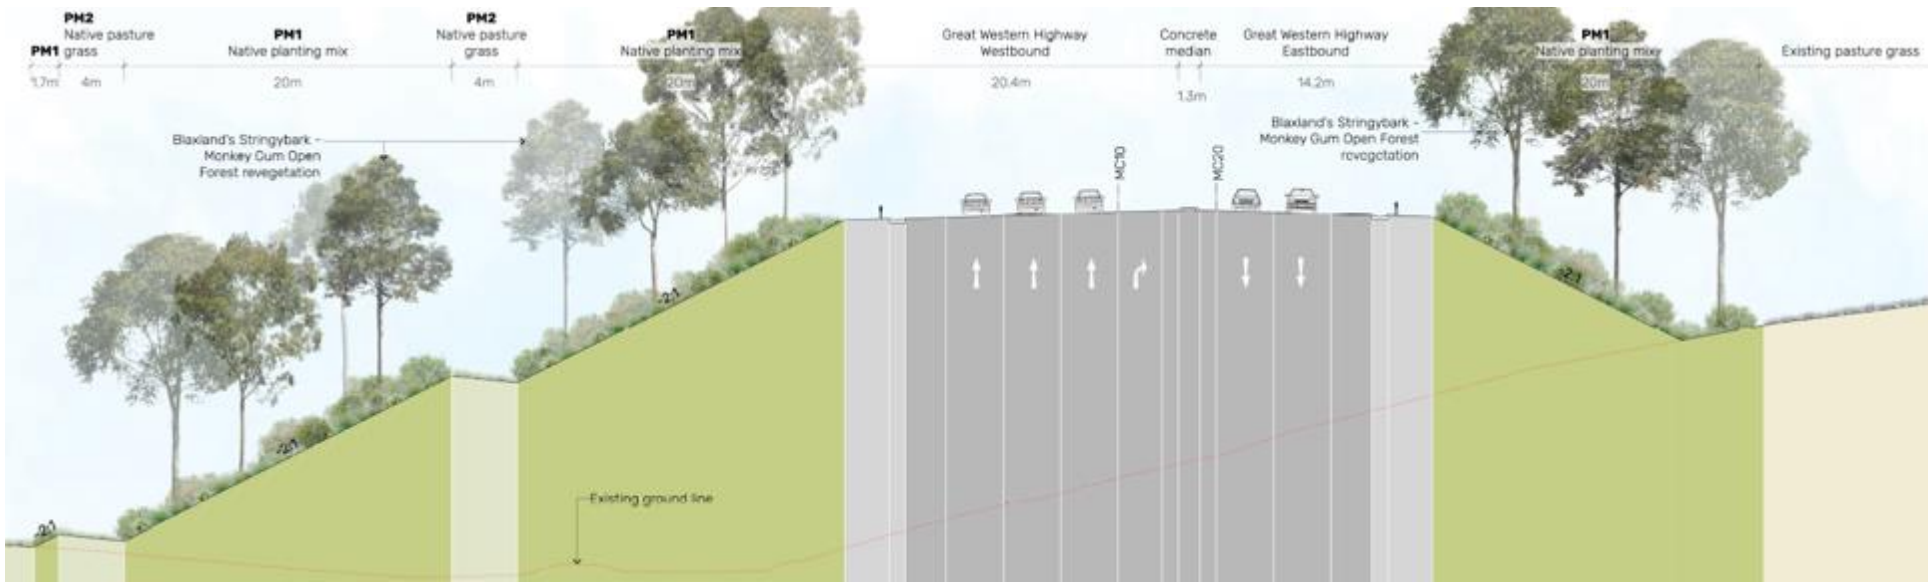 PM2
Native pasture
grass
PM1
1.7m
4m
PM1
Native planting mix
20m
PM2
Native pasture
grass
4m
PM1
Native planting mix
20m
Great Western Highway
Westbound
20.4m
Concrete
median
1.3m
Great Western Highway
Eastbound
14.2m
PM1
Native planting mix
20m
Existing pasture grass
Blaxland's Stringybark -
Monkey Gum Open
Forest revegetation
Blaxland's Stringybark -
Monkey Gum Open Forest
revegetation
MC10
MC20
-2:1
-2:1
-2:1
-2:1
Existing ground line